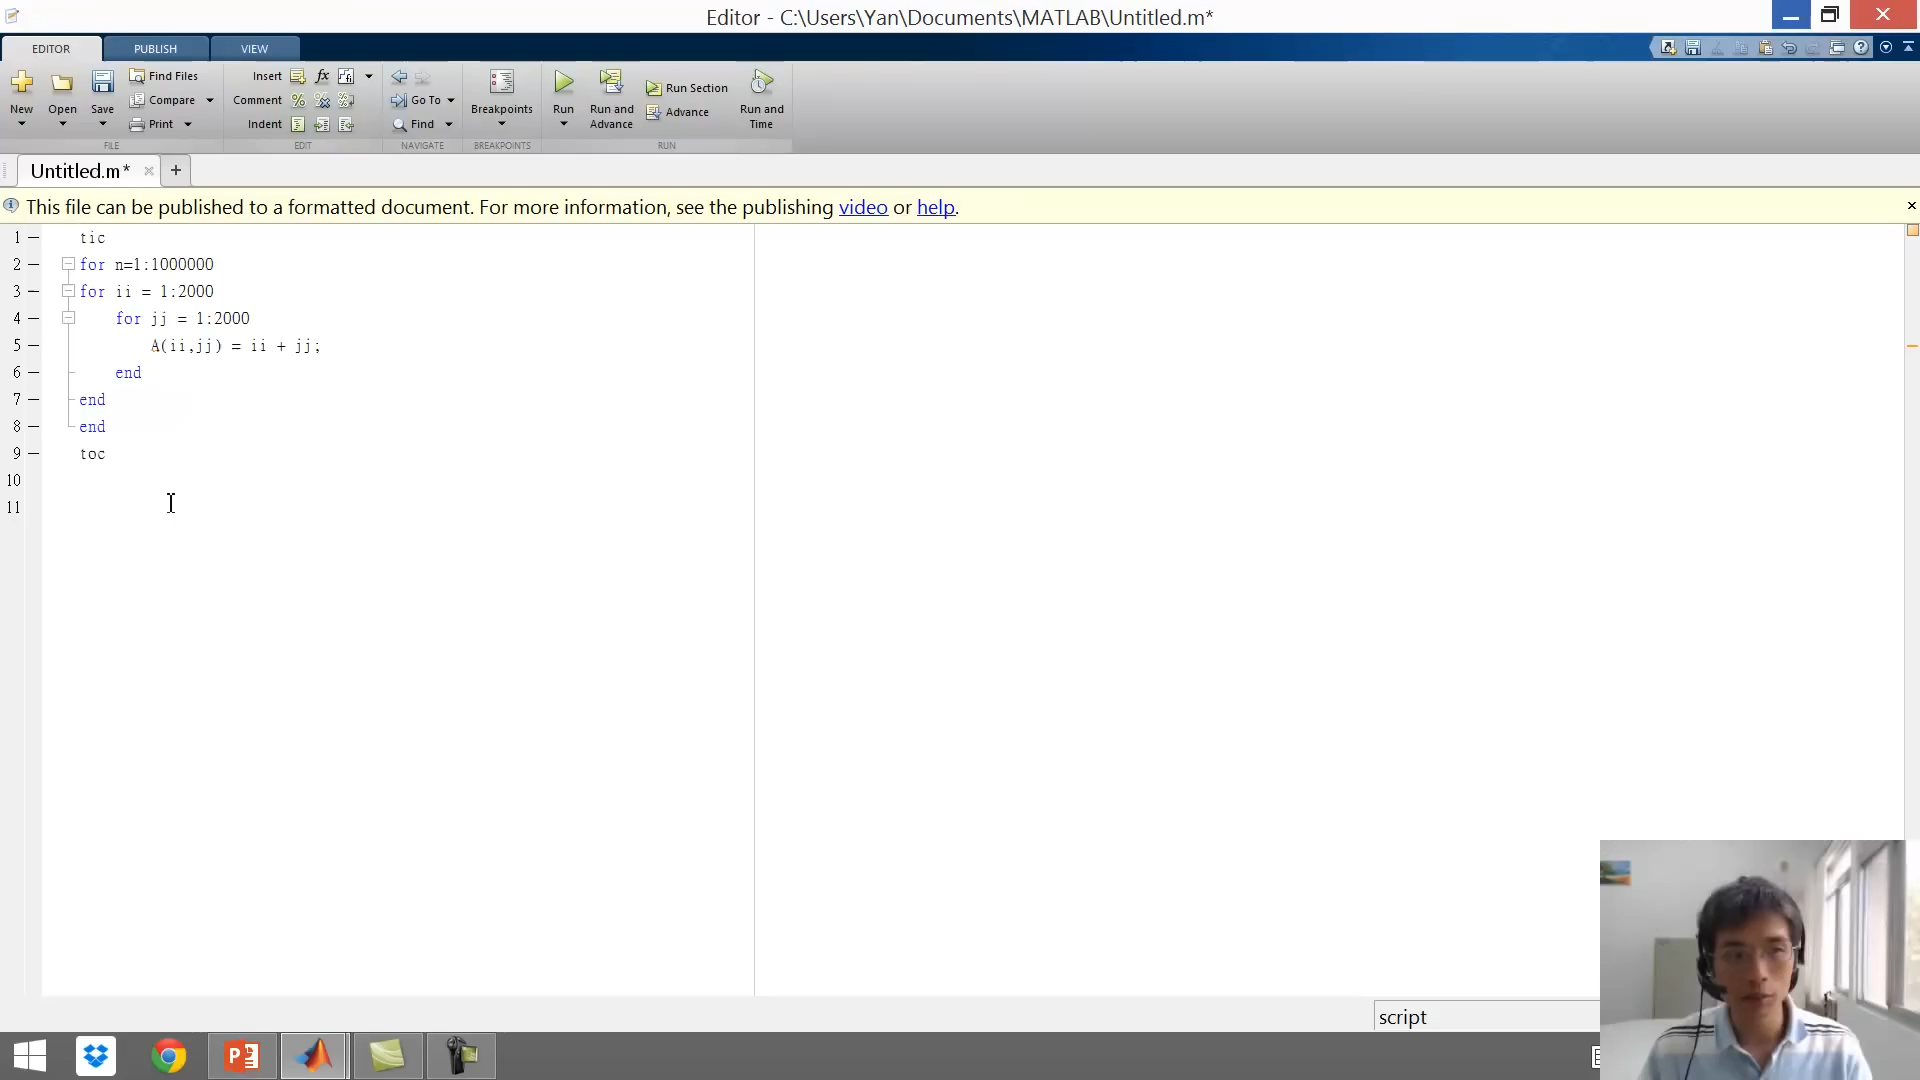 Editor - C:\Users\Yan\Documents\MATLAB\Untitled.m*
EDITOR PUBLISH VIEW
New
Open
Save
Find Files
Compare
Print
FILE
Insert
Comment
Indent
EDIT
Go To
Find
NAVIGATE
Breakpoints
BREAKPOINTS
Run
Run and
Advance
Run Section
Advance
Run and
Time
RUN
Untitled.m* × +
This file can be published to a formatted document. For more information, see the publishing video or help.
1 tic
2 for n=1:1000000
3 for ii = 1:2000
4 for jj = 1:2000
5 A(ii,jj) = ii + jj;
6 end
7 end
8 end
9 toc
10
11
script